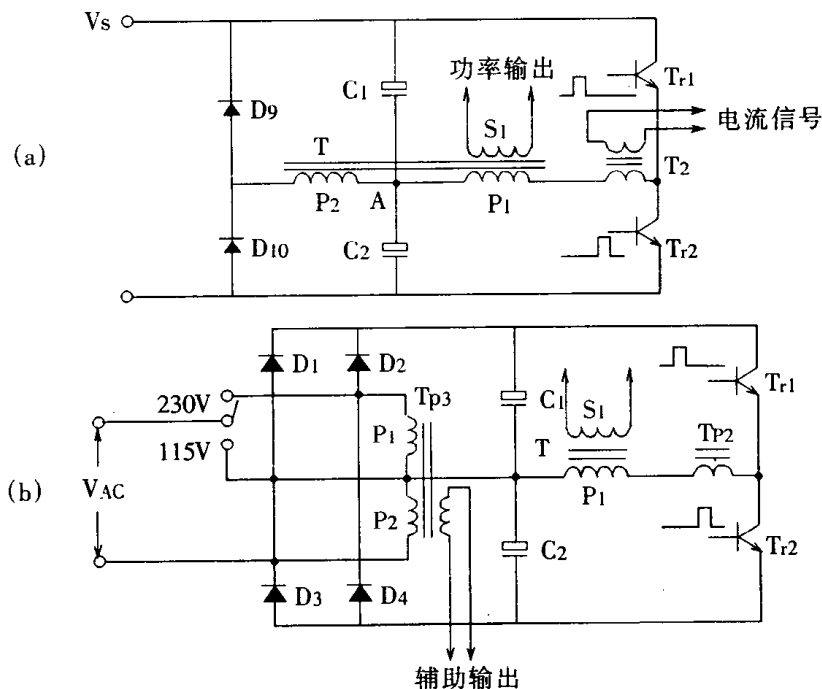 (a)
Vs
D9
D10
T
P2
A
C1
C2
功率输出
S1
P1
Tr1
电流信号
T2
Tr2
(b)
230V
115V
VAC
D1
D2
D3
D4
Tp3
P1
P2
辅助输出
C1
C2
T
S1
P1
TP2
Tr1
Tr2